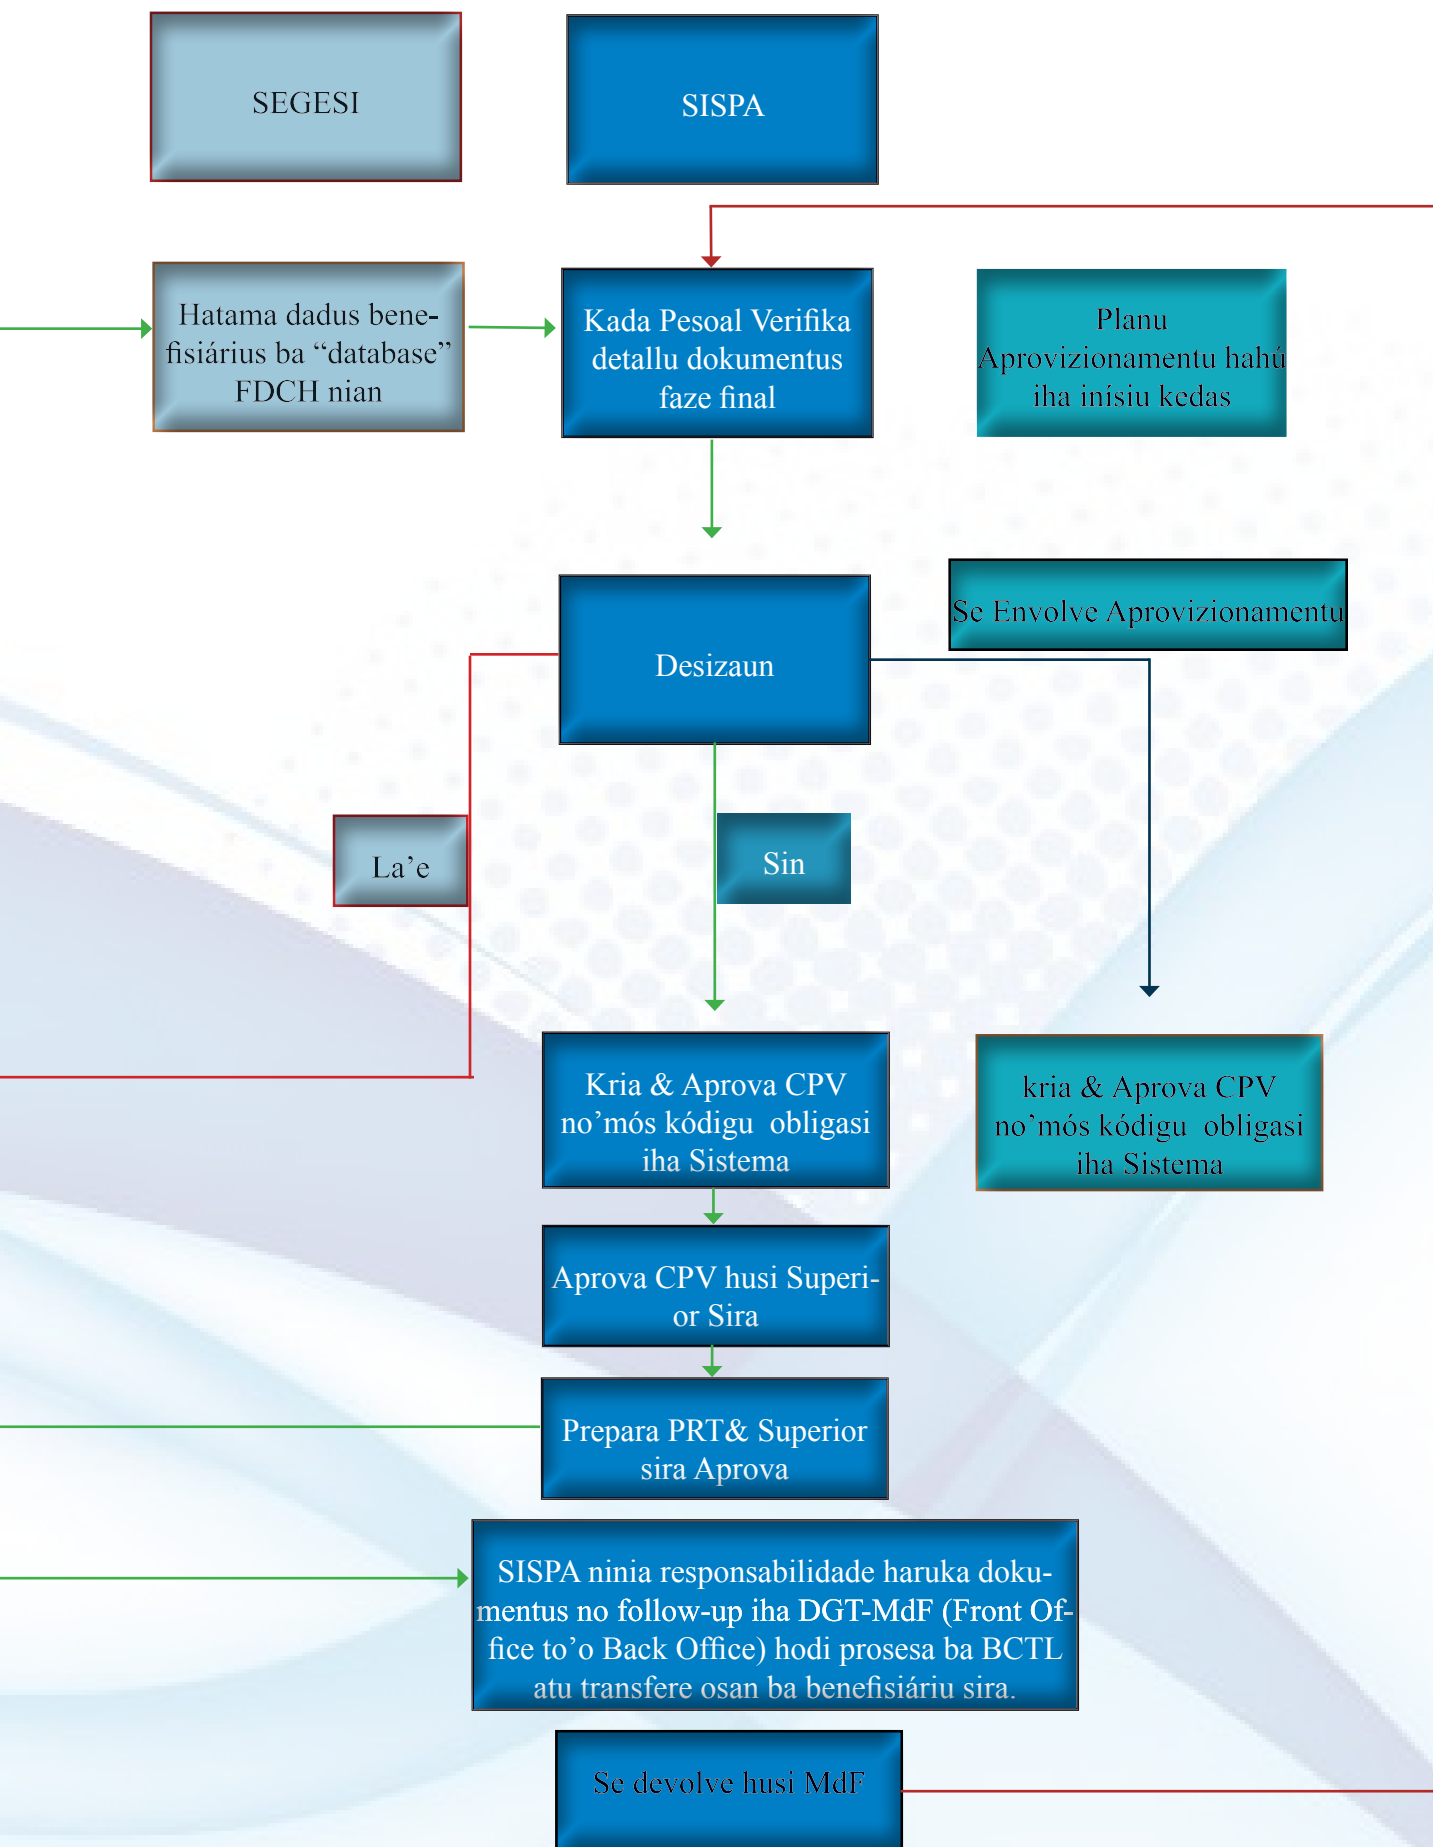 SEGESI
SISPA
Hatama dadus bene-
fisiárius ba “database”
FDCH nian
Kada Pesoal Verifika
detallu dokumentus
faze final
Planu
Aprovizionamentu hahú
iha inísiu kedas
Se Envolve Aprovizionamentu
Desizaun
La’e
Sin
Kria & Aprova CPV
no’mós kódigu  obligasi
iha Sistema
kria & Aprova CPV
no’mós kódigu  obligasi
iha Sistema
Aprova CPV husi Superi-
or Sira
Prepara PRT& Superior
sira Aprova
SISPA ninia responsabilidade haruka doku-
mentus no follow-up iha DGT-MdF (Front Of-
fice to’o Back Office) hodi prosesa ba BCTL
atu transfere osan ba benefisiáriu sira.
Se devolve husi MdF